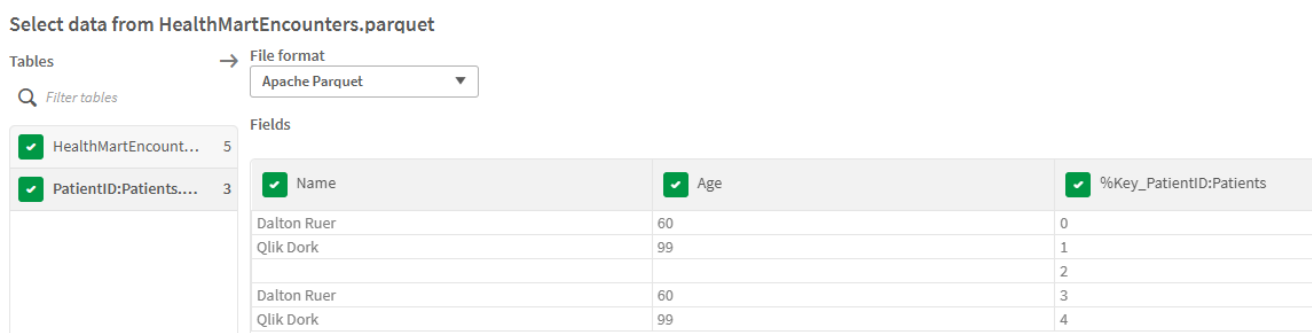 Select data from HealthMartEncounters.parquet
Tables
File format
Apache Parquet
Filter tables
Fields
HealthMartEncount... 5
PatientID:Patients.... 3
Name Age %Key_PatientID:Patients
Dalton Ruer 60 0
Qlik Dork 99 1
2
Dalton Ruer 60 3
Qlik Dork 99 4